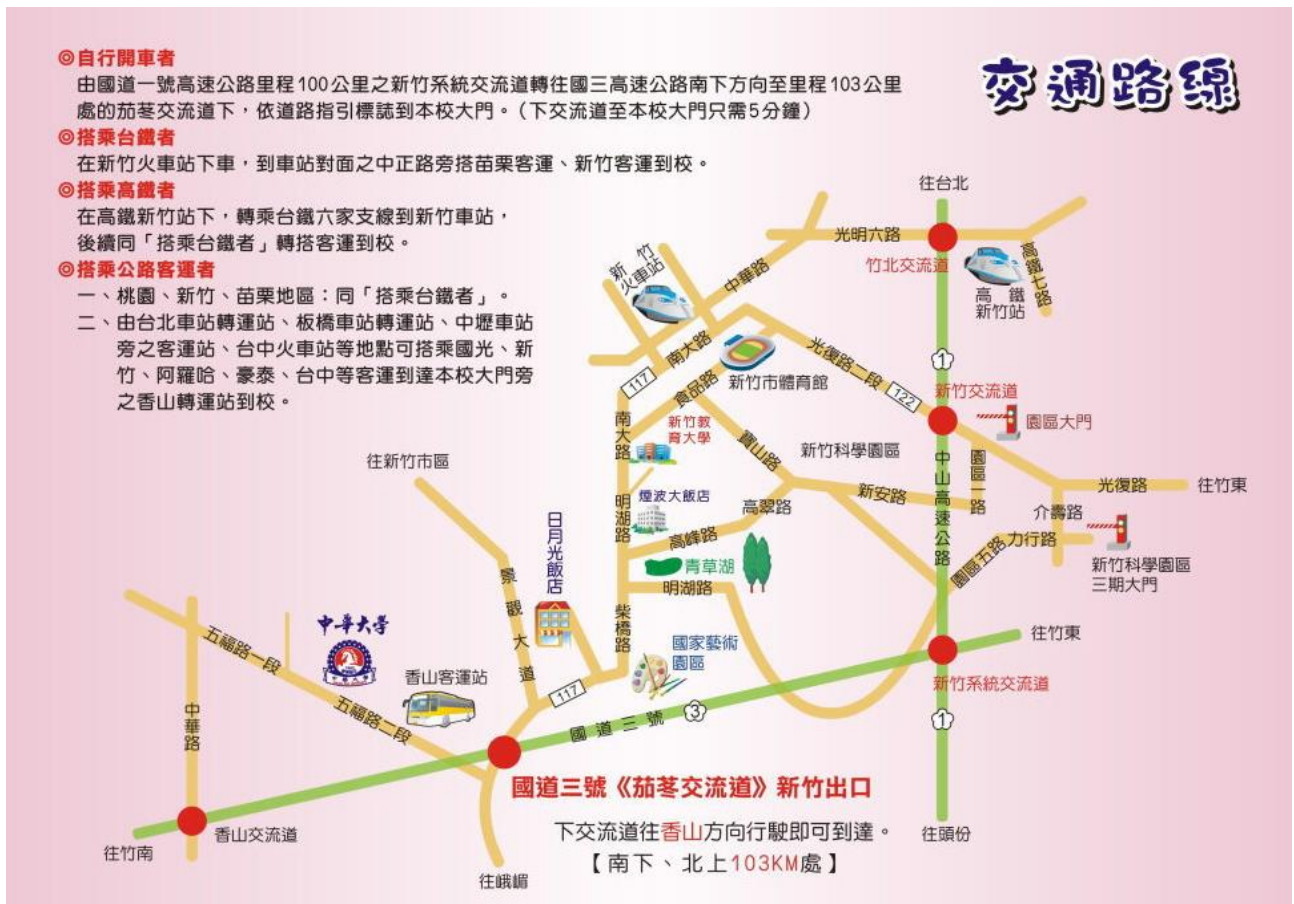 交通路線
◎自行開車者
由國道一號高速公路里程100公里之新竹系統交流道轉往國三高速公路南下方向至里程103公里
處的茄苳交流道下，依道路指引標誌到本校大門。(下交流道至本校大門只需5分鐘)
◎搭乘台鐵者
在新竹火車站下車，到車站對面之中正路旁搭苗栗客運、新竹客運到校。
◎搭乘高鐵者
在高鐵新竹站下，轉乘台鐵六家支線到新竹車站，
後續同「搭乘台鐵者」轉搭客運到校。
◎搭乘公路客運者
一、桃園、新竹、苗栗地區：同「搭乘台鐵者」。
二、由台北車站轉運站、板橋車站轉運站、中壢車站
旁之客運站、台中火車站等地點可搭乘國光、新
竹、阿羅哈、豪泰、台中等客運到達本校大門旁
之香山轉運站到校。
往台北
光明六路
竹北交流道
高鐵七路
高鐵
新竹站
新竹
火車站
中華路
南大路
117
食品路
新竹市體育館
光復路二段
122
1
新竹交流道
園區大門
南大路
新竹教
育大學
寶山路
新竹科學園區
中山高速公路
園區一路
往新竹市區
明湖路
煙波大飯店
高翠路
新安路
光復路
往竹東
介壽路
日月光飯店
高峰路
園區五路
力行路
新竹科學園區
三期大門
青草湖
明湖路
景觀大道
柴橋路
國家藝術
園區
往竹東
新竹系統交流道
五福路一段
中華大學
中華大學
香山客運站
五福路二段
117
國道三號
3
1
中華路
國道三號《茄苳交流道》新竹出口
下交流道往香山方向行駛即可到達。
【南下、北上103KM處】
香山交流道
往竹南
往峨嵋
往頭份